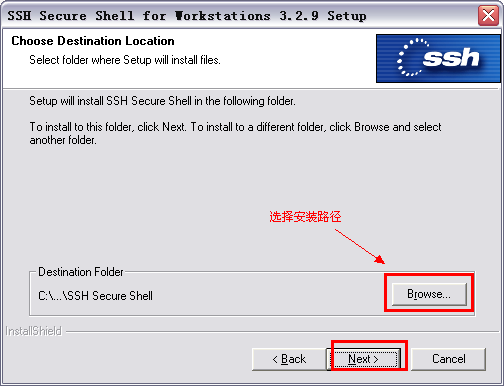 SSH Secure Shell for Workstations 3.2.9 Setup
Choose Destination Location
Select folder where Setup will install files.
ssh
Setup will install SSH Secure Shell in the following folder.
To install to this folder, click Next. To install to a different folder, click Browse and select
another folder.
选择安装路径
Destination Folder
C:\...\SSH Secure Shell
Browse...
InstallShield
< Back
Next >
Cancel